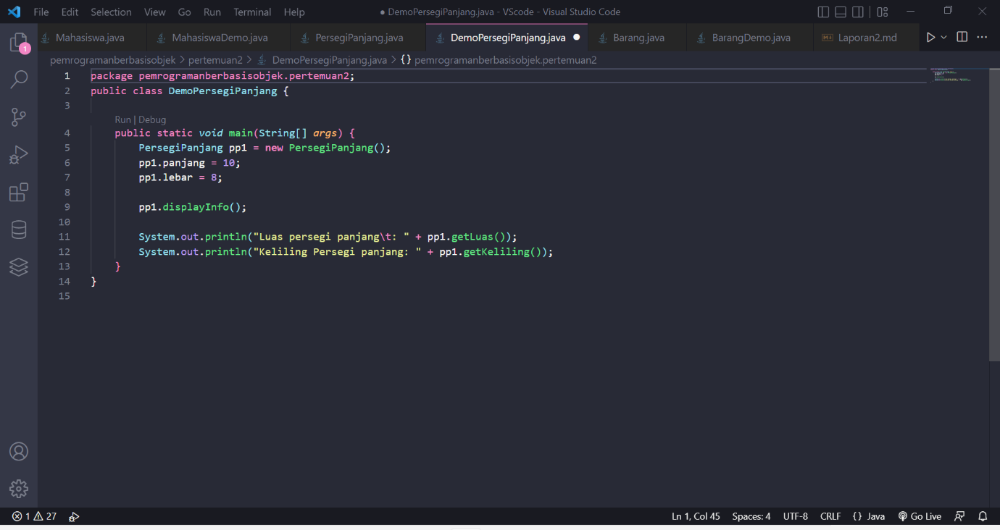 File Edit Selection View Go Run Terminal Help ● DemoPersegiPanjang.java - VScode - Visual Studio Code
Mahasiswa.java MahasiswaDemo.java PersegiPanjang.java DemoPersegiPanjang.java ● Barang.java BarangDemo.java Laporan2.md
1
pemrogramanberbasisobjek > pertemuan2 > DemoPersegiPanjang.java > {} pemrogramanberbasisobjek.pertemuan2
1 package pemrogramanberbasisobjek.pertemuan2;
2 public class DemoPersegiPanjang {
3
Run | Debug
4     public static void main(String[] args) {
5         PersegiPanjang pp1 = new PersegiPanjang();
6         pp1.panjang = 10;
7         pp1.lebar = 8;
8
9         pp1.displayInfo();
10
11         System.out.println("Luas persegi panjang\t: " + pp1.getLuas());
12         System.out.println("Keliling Persegi panjang: " + pp1.getKeliling());
13     }
14 }
15
1 27 Ln 1, Col 45 Spaces: 4 UTF-8 CRLF {} Java Go Live